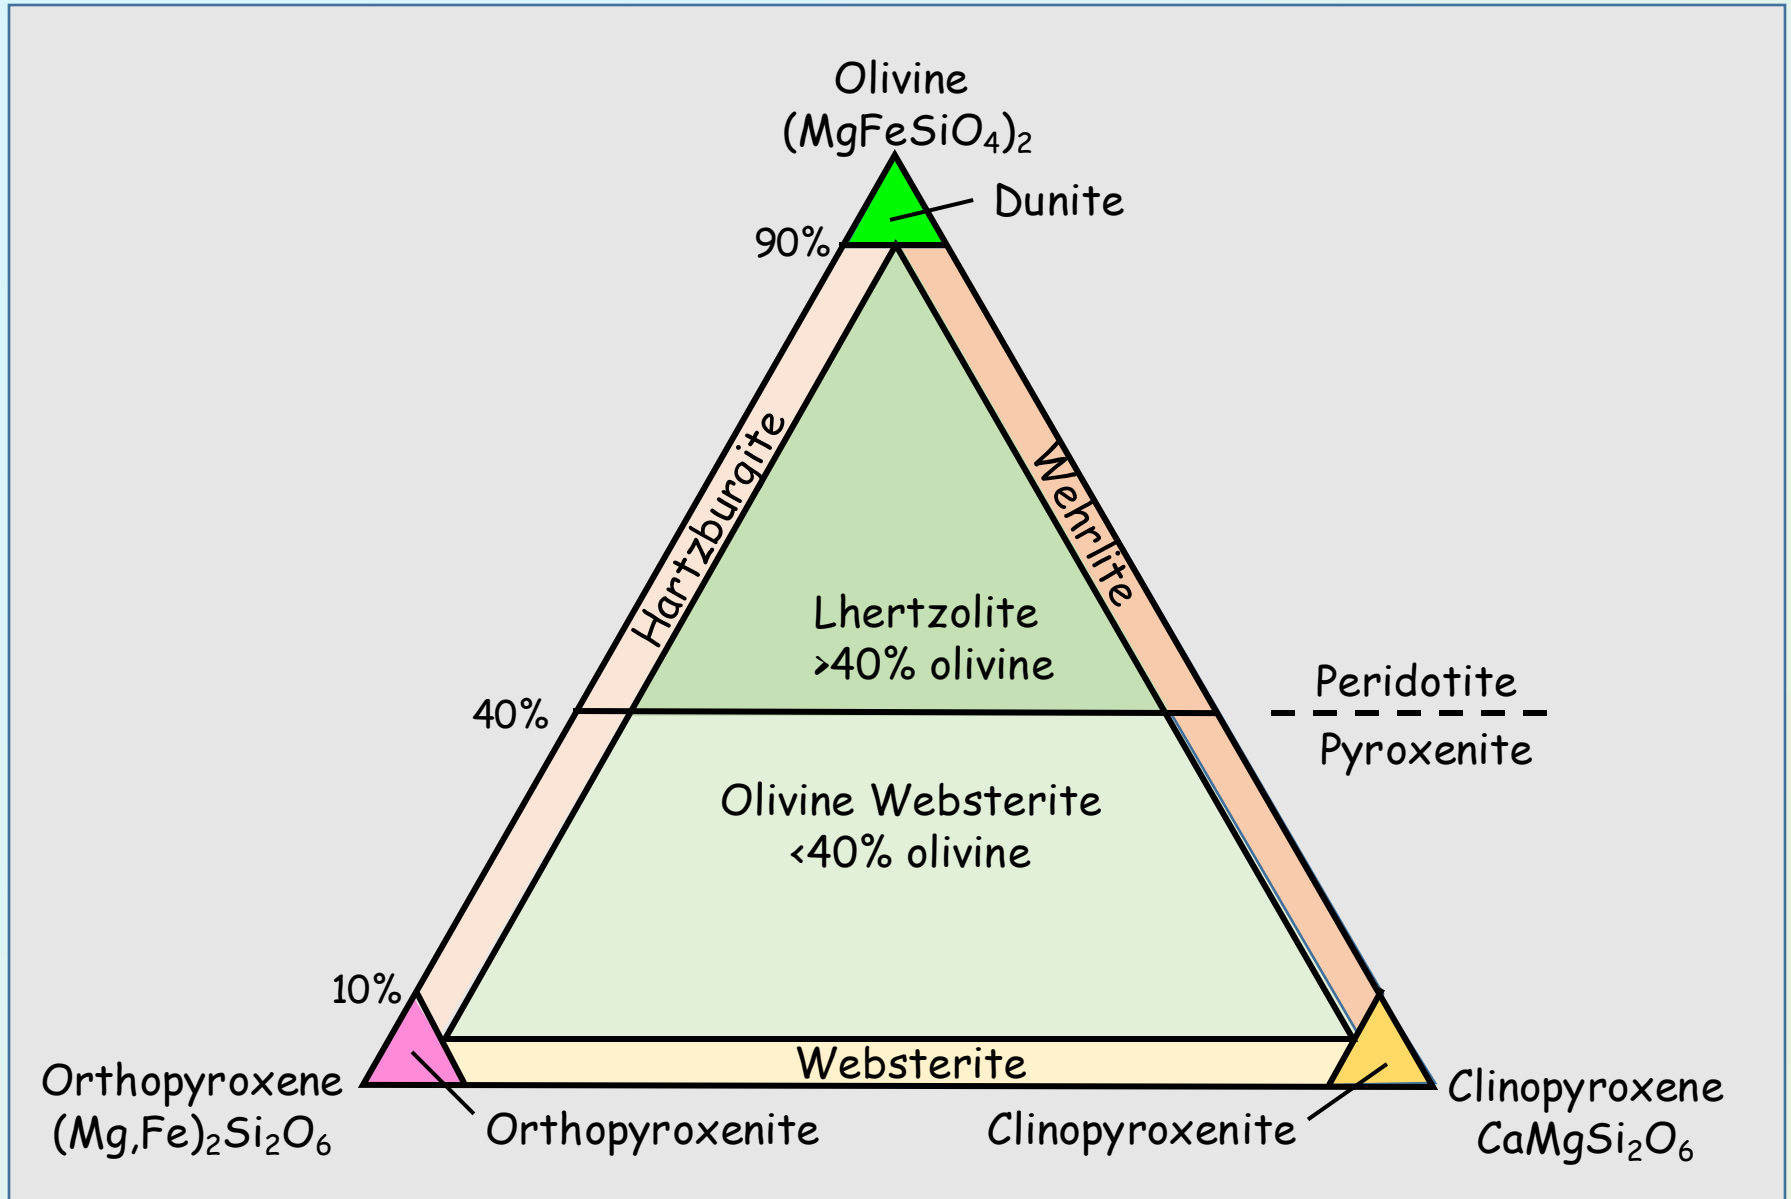 Olivine
(MgFeSiO₄)₂
Dunite
90%
Hartzburgite
Wehrlite
Lhertzolite
>40% olivine
Peridotite
40%
Pyroxenite
Olivine Websterite
<40% olivine
10%
Websterite
Orthopyroxene
(Mg,Fe)₂Si₂O₆
Orthopyroxenite
Clinopyroxenite
Clinopyroxene
CaMgSi₂O₆